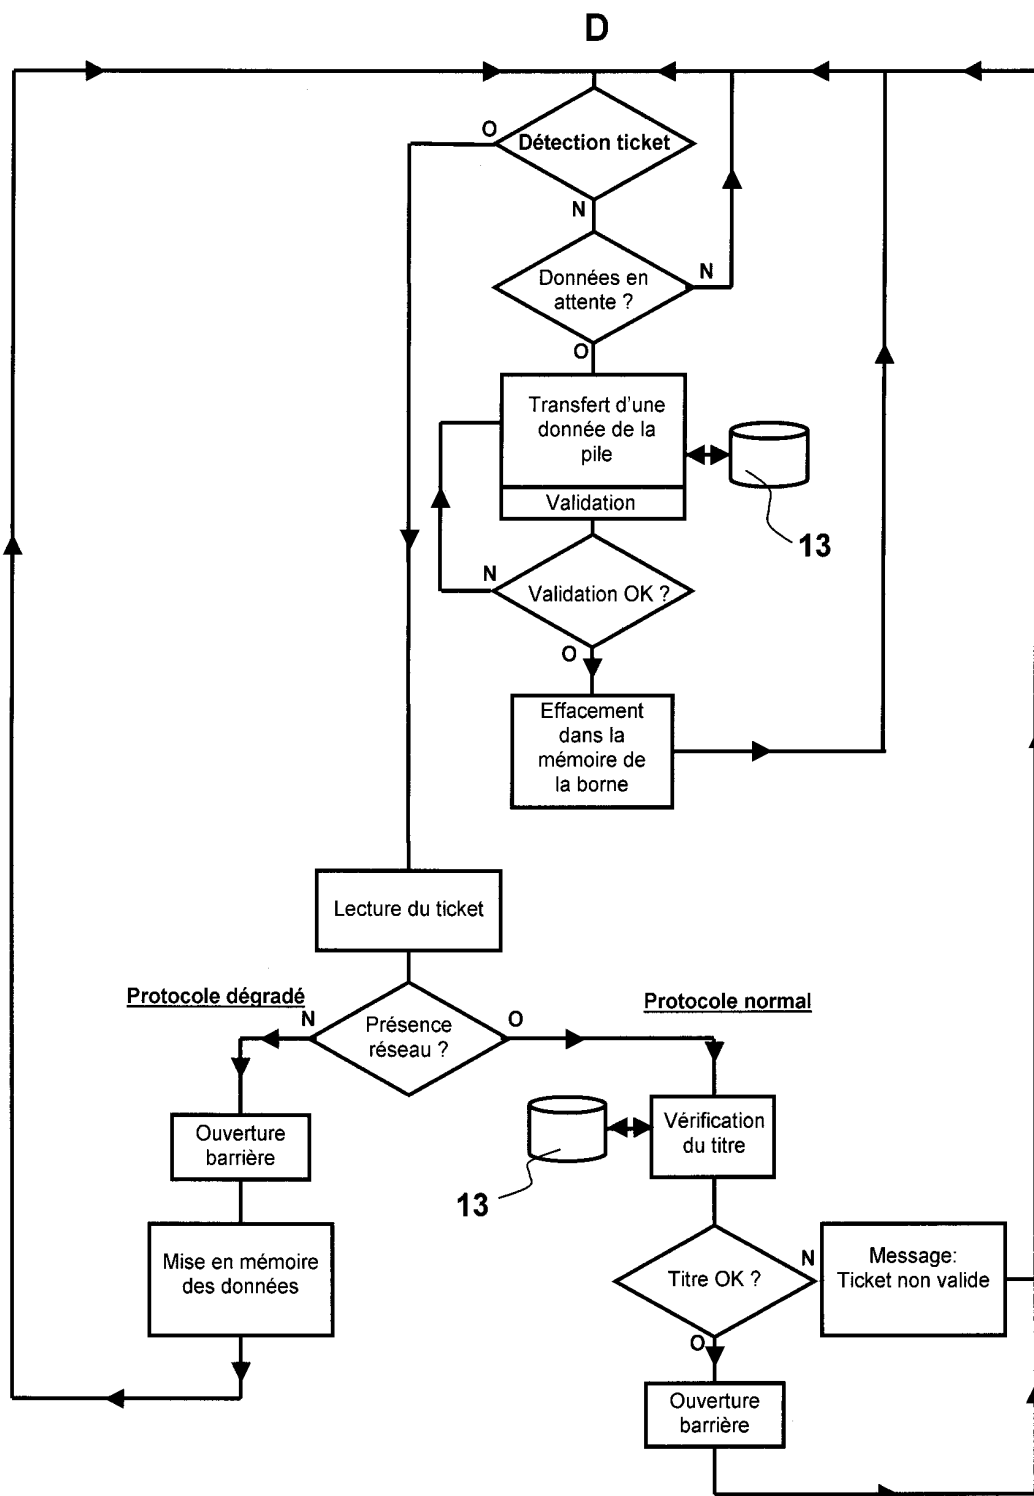 D
O
Détection ticket
N
Données en
attente ?
N
O
Transfert d'une
donnée de la
pile
Validation
13
N
Validation OK ?
O
Effacement
dans la
mémoire de
la borne
Lecture du ticket
Protocole dégradé
N
Présence
réseau ?
O
Protocole normal
Ouverture
barrière
Vérification
du titre
13
Mise en mémoire
des données
Titre OK ?
N
Message:
Ticket non valide
O
Ouverture
barrière